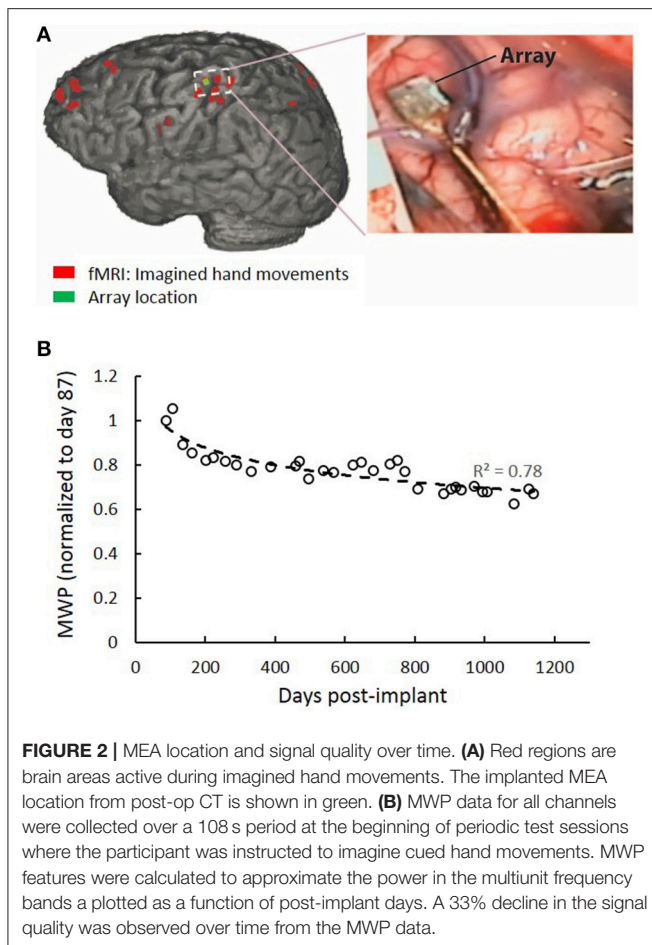 A
Array
fMRI: Imagined hand movements
Array location
B
MWP (normalized to day 87)
1.2
1
0.8
0.6
0.4
0.2
0
R² = 0.78
0
200
400
600
800
1000
1200
Days post-implant
FIGURE 2 | MEA location and signal quality over time. (A) Red regions are
brain areas active during imagined hand movements. The implanted MEA
location from post-op CT is shown in green. (B) MWP data for all channels
were collected over a 108 s period at the beginning of periodic test sessions
where the participant was instructed to imagine cued hand movements. MWP
features were calculated to approximate the power in the multiunit frequency
bands a plotted as a function of post-implant days. A 33% decline in the signal
quality was observed over time from the MWP data.